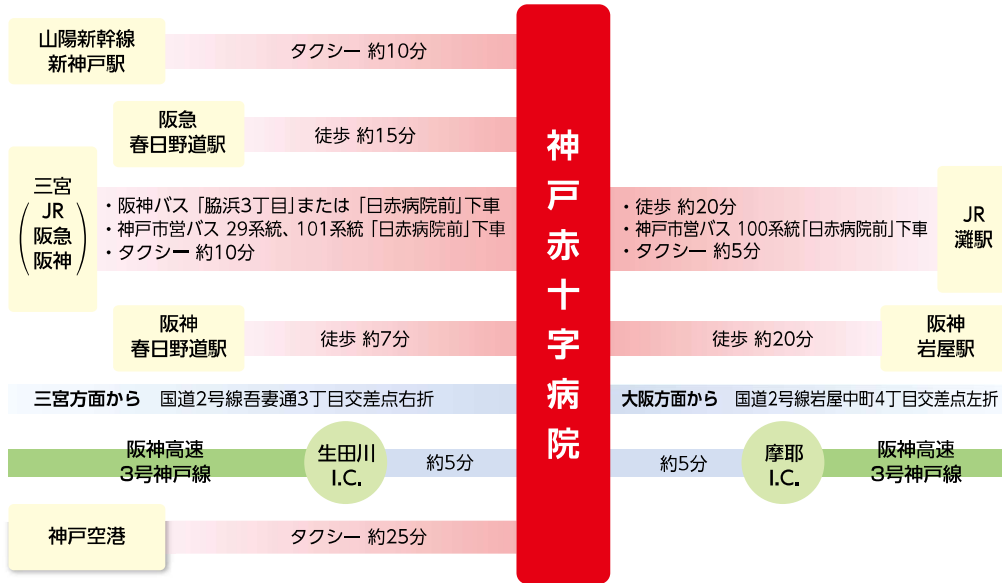 山陽新幹線
新神戸駅
タクシー 約10分
阪急
春日野道駅
徒歩 約15分
三宮
(JR
阪急
阪神)
・阪神バス「脇浜3丁目」または「日赤病院前」下車
・神戸市営バス 29系統、101系統「日赤病院前」下車
・タクシー 約10分
阪神
春日野道駅
徒歩 約7分
三宮方面から 国道2号線吾妻通3丁目交差点右折
阪神高速
3号神戸線
生田川
I.C.
約5分
神戸空港
タクシー 約25分
神戸赤十字病院
・徒歩 約20分
・神戸市営バス 100系統「日赤病院前」下車
・タクシー 約5分
JR
灘駅
徒歩 約20分
阪神
岩屋駅
大阪方面から 国道2号線岩屋中町4丁目交差点左折
約5分
摩耶
I.C.
阪神高速
3号神戸線